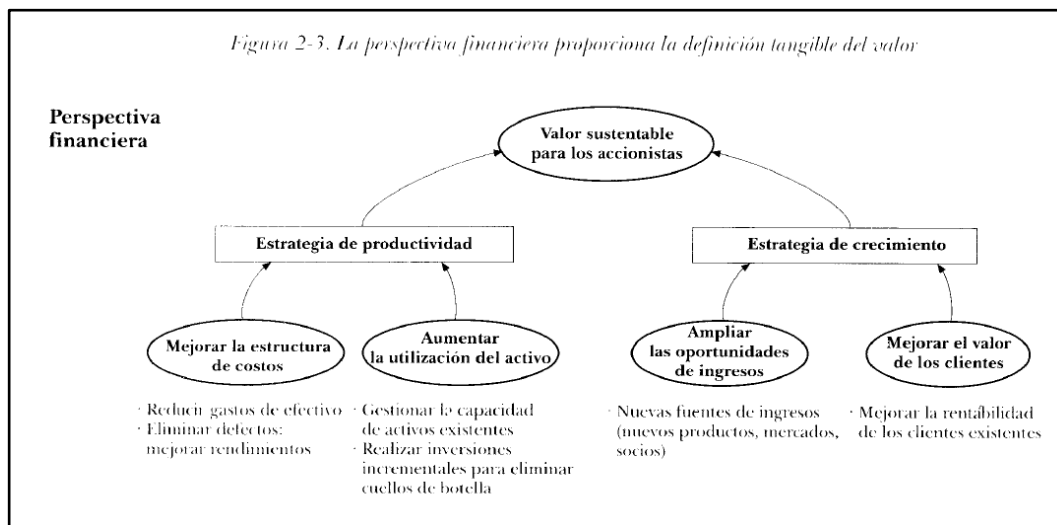 Figura 2-3. La perspectiva financiera proporciona la definición tangible del valor
Perspectiva
financiera
Valor sustentable
para los accionistas
Estrategia de productividad
Estrategia de crecimiento
Mejorar la estructura
de costos
Aumentar
la utilización del activo
Ampliar
las oportunidades
de ingresos
Mejorar el valor
de los clientes
· Reducir gastos de efectivo
· Eliminar defectos:
mejorar rendimientos
· Gestionar la capacidad
de activos existentes
· Realizar inversiones
incrementales para eliminar
cuellos de botella
· Nuevas fuentes de ingresos
(nuevos productos, mercados,
socios)
· Mejorar la rentabilidad
de los clientes existentes